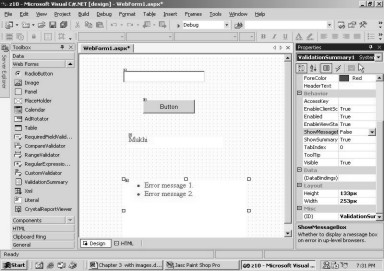 z10 - Microsoft Visual C#.NET [design] - WebForm1.aspx*
File Edit View Project Build Debug Format Table Insert Frames Tools Window Help
Debug
Toolbox
WebForm1.aspx*
Properties
Server Explorer
Data
Web Forms
RadioButton
Image
Panel
PlaceHolder
Calendar
AdRotator
Table
RequiredFieldValid...
CompareValidator
RangeValidator
RegularExpressio...
CustomValidator
ValidationSummary
Xml
Literal
CrystalReportViewer
Components
HTML
Clipboard Ring
General
Button
Mukhi
Error message 1.
Error message 2.
Design HTML
ValidationSummary1 System
ForeColor Red
HeaderText
Behavior
AccessKey
EnableClientSc True
Enabled True
EnableViewSta True
ShowMessageI False
ShowSummary True
TabIndex 0
ToolTip
Visible True
Data
(DataBindings)
Layout
Height 133px
Width 253px
Misc
(ID) ValidationSur
ShowMessageBox
Whether to display a message box on error in up-level browsers.
Ready
Start
Chapter 3- with images.d...
Jasc Paint Shop Pro
z10 - Microsoft Visual...
7:31 PM